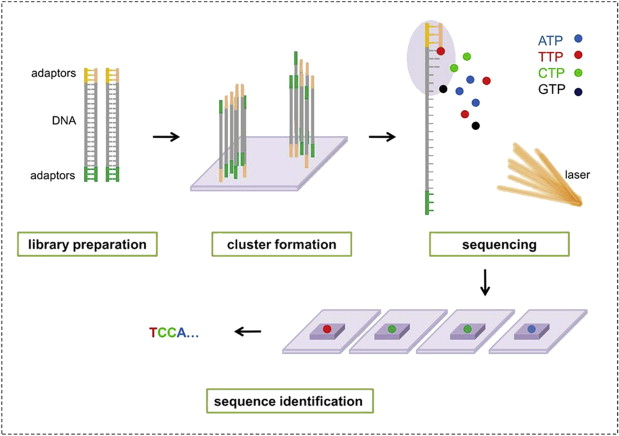 adaptors
DNA
adaptors
ATP
TTP
CTP
GTP
laser
library preparation
cluster formation
sequencing
TCCA...
sequence identification